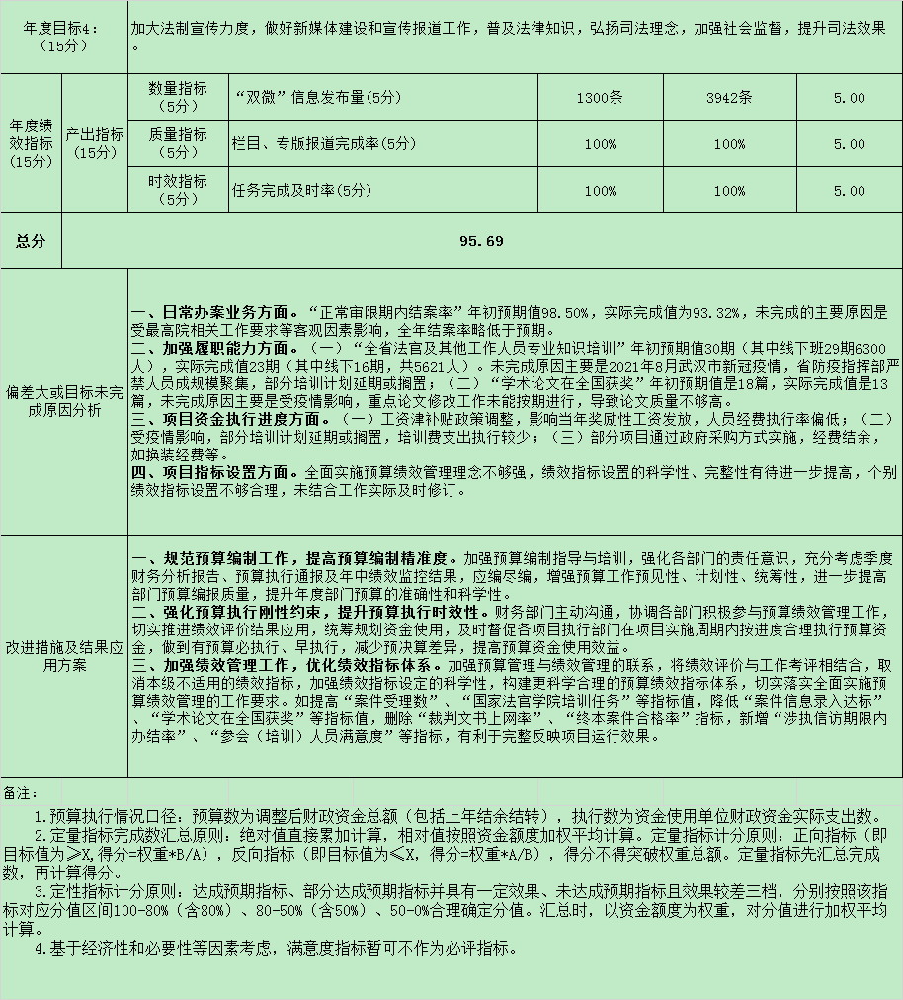 年度目标4：
（15分）
加大法制宣传力度，做好新媒体建设和宣传报道工作，普及法律知识，弘扬司法理念，加强社会监督，提升司法效果
。
年度绩
效指标
(15分)
产出指标
(15分)
数量指标
（5分）
“双微”信息发布量(5分)
1300条
3942条
5.00
质量指标
（5分）
栏目、专版报道完成率(5分)
100%
100%
5.00
时效指标
（5分）
任务完成及时率(5分)
100%
100%
5.00
总分
95.69
偏差大或目标未完
成原因分析
一、日常办案业务方面。“正常审限期内结案率”年初预期值98.50%，实际完成值为93.32%，未完成的主要原因是
受最高院相关工作要求等客观因素影响，全年结案率略低于预期。
二、加强履职能力方面。（一）“全省法官及其他工作人员专业知识培训”年初预期值30期（其中线下班29期6300
人），实际完成值23期（其中线下16期，共5621人）。未完成原因主要是2021年8月武汉市新冠疫情，省防疫指挥部严
禁人员成规模聚集，部分培训计划延期或搁置；（二）“学术论文在全国获奖”年初预期值是18篇，实际完成值是13
篇，未完成原因主要是受疫情影响，重点论文修改工作未能按期进行，导致论文质量不够高。
三、项目资金执行进度方面。（一）工资津补贴政策调整，影响当年奖励性工资发放，人员经费执行率偏低；（二）
受疫情影响，部分培训计划延期或搁置，培训费支出执行较少；（三）部分项目通过政府采购方式实施，经费结余，
如换装经费等。
四、项目指标设置方面。全面实施预算绩效管理理念不够强，绩效指标设置的科学性、完整性有待进一步提高，个别
绩效指标设置不够合理，未结合工作实际及时修订。
改进措施及结果应
用方案
一、规范预算编制工作，提高预算编制精准度。加强预算编制指导与培训，强化各部门的责任意识，充分考虑季度
财务分析报告、预算执行通报及年中绩效监控结果，应编尽编，增强预算工作预见性、计划性、统筹性，进一步提高
部门预算编报质量，提升年度部门预算的准确性和科学性。
二、强化预算执行刚性约束，提升预算执行时效性。财务部门主动沟通，协调各部门积极参与预算绩效管理工作，
切实推进绩效评价结果应用，统筹规划资金使用，及时督促各项目执行部门在项目实施周期内按进度合理执行预算资
金，做到有预算必执行、早执行，减少预决算差异，提高预算资金使用效益。
三、加强绩效管理工作，优化绩效指标体系。加强预算管理与绩效管理的联系，将绩效评价与工作考评相结合，取
消本级不适用的绩效指标，加强绩效指标设定的科学性，构建更科学合理的预算绩效指标体系，切实落实全面实施预
算绩效管理的工作要求。如提高“案件受理数”、“国家法官学院培训任务”等指标值，降低“案件信息录入达标”
、“学术论文在全国获奖”等指标值，删除“裁判文书上网率”、“终本案件合格率”指标，新增“涉执信访期限内
办结率”、“参会（培训）人员满意度”等指标，有利于完整反映项目运行效果。
备注：
1.预算执行情况口径：预算数为调整后财政资金总额（包括上年结余结转），执行数为资金使用单位财政资金实际支出数。
2.定量指标完成数汇总原则：绝对值直接累加计算，相对值按照资金额度加权平均计算。定量指标计分原则：正向指标（即
目标值为≥X,得分=权重*B/A），反向指标（即目标值为≤X，得分=权重*A/B），得分不得突破权重总额。定量指标先汇总完成
数，再计算得分。
3.定性指标计分原则：达成预期指标、部分达成预期指标并具有一定效果、未达成预期指标且效果较差三档，分别按照该指
标对应分值区间100-80%（含80%）、80-50%（含50%）、50-0%合理确定分值。汇总时，以资金额度为权重，对分值进行加权平均
计算。
4.基于经济性和必要性等因素考虑，满意度指标暂可不作为必评指标。